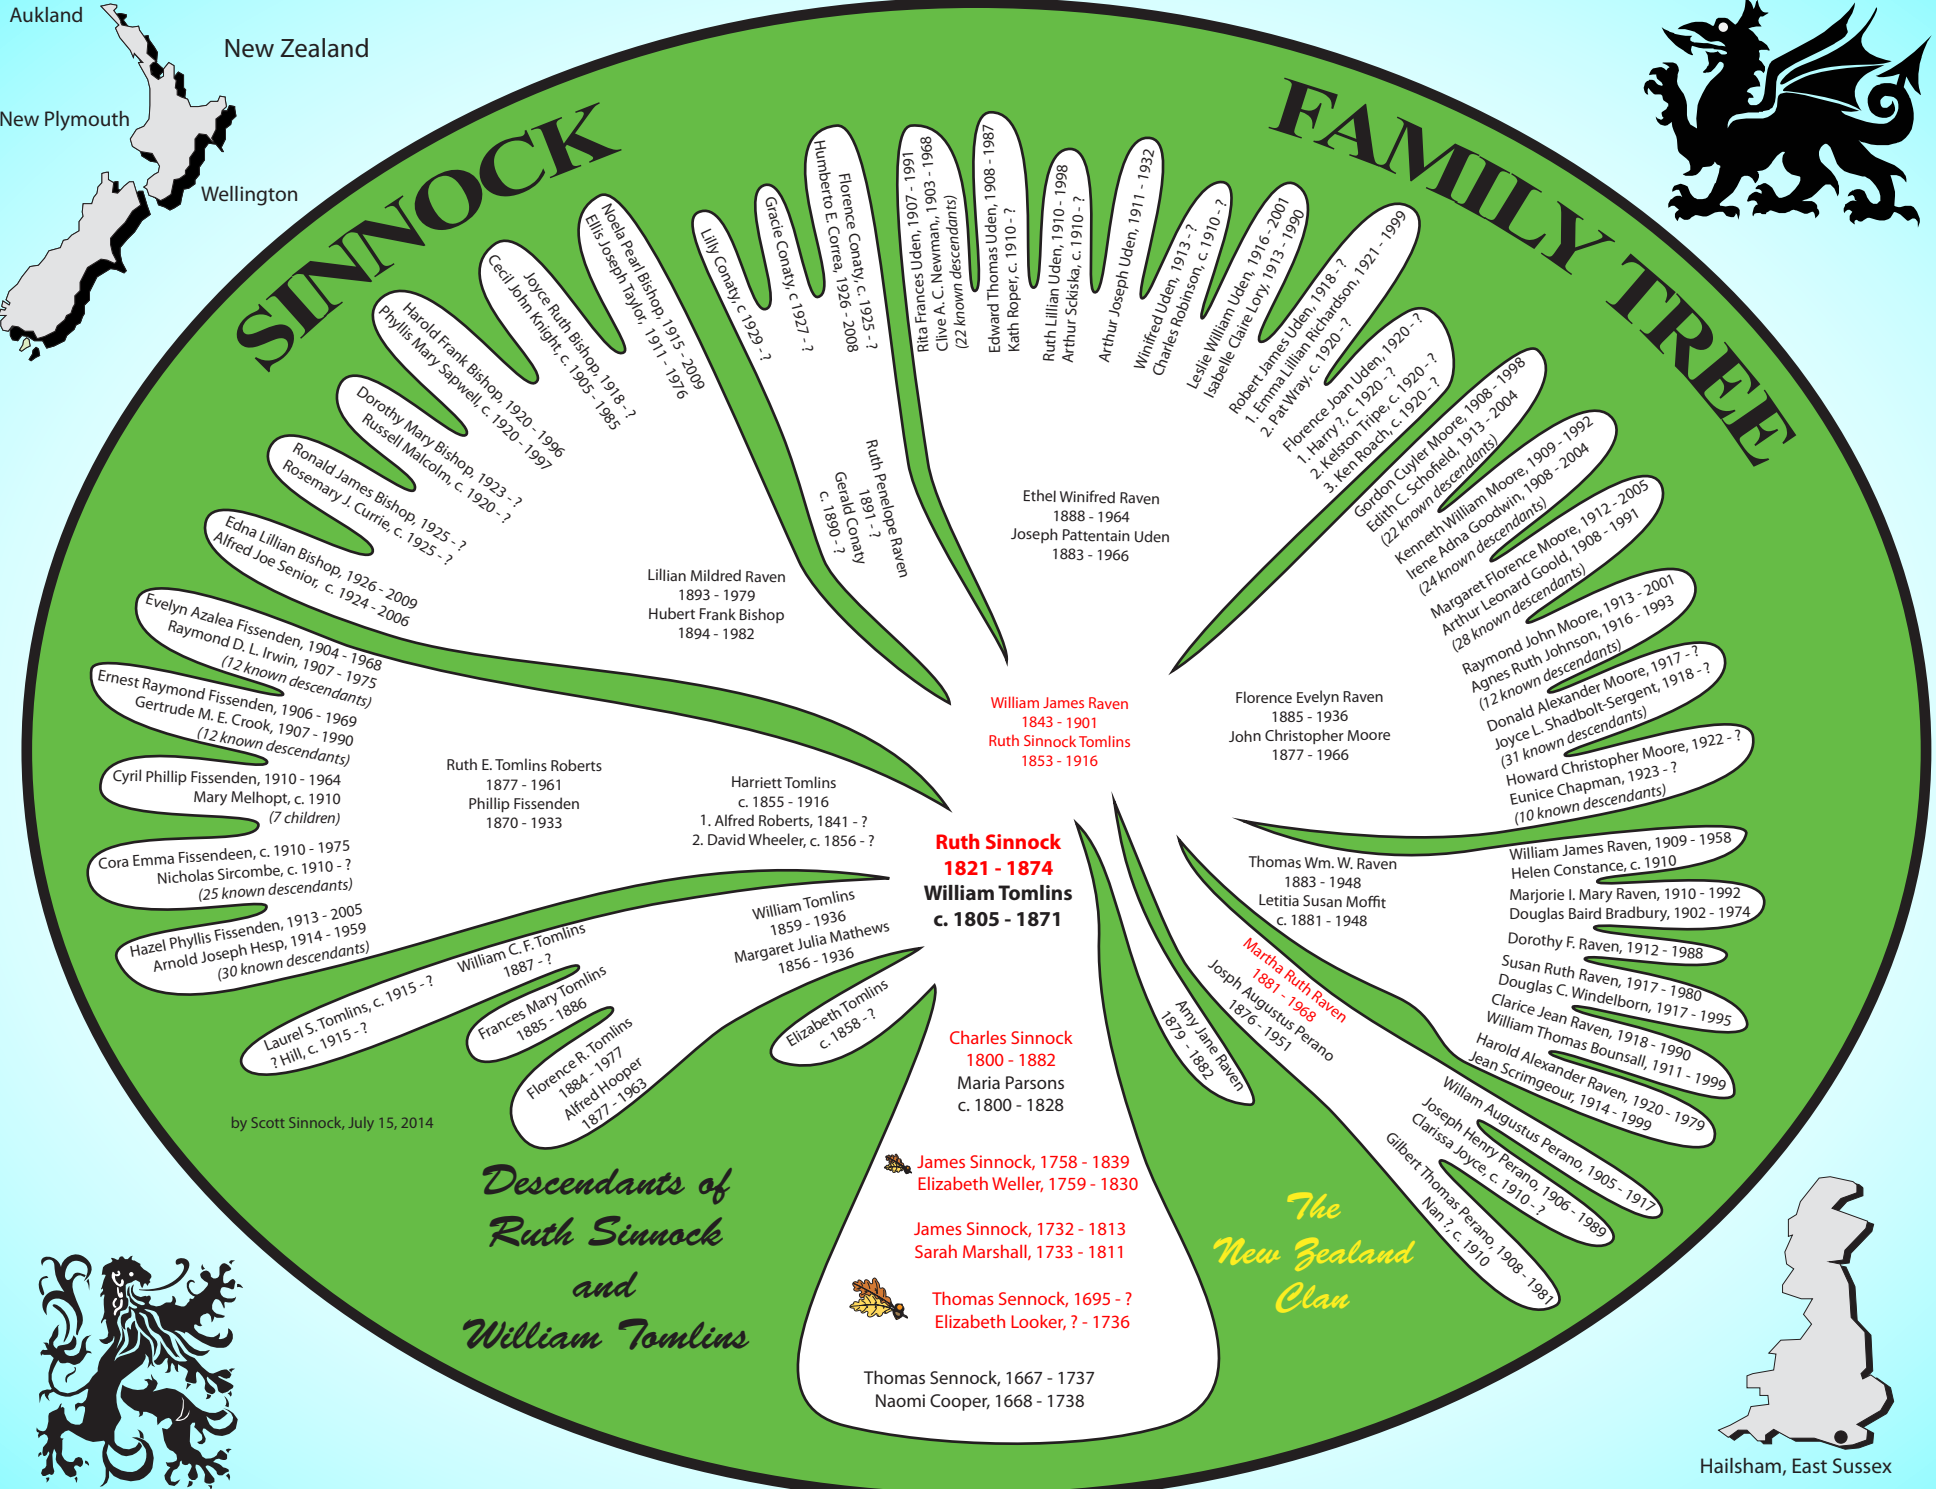 Aukland
New Zealand
New Plymouth
Wellington
SINNOCK
FAMILY TREE
Edna Lillian Bishop, 1926 - 2009
Alfred Joe Senior, c. 1924 - 2006
Ronald James Bishop, 1925 - ?
Rosemary J. Currie, c. 1925 - ?
Dorothy Mary Bishop, 1923 - ?
Russell Malcolm, c. 1920 - ?
Harold Frank Bishop, 1920 - 1996
Phyllis Mary Sapwell, c. 1920 - 1997
Joyce Ruth Bishop, 1918 - ?
Cecil John Knight, c. 1905 - 1985
Noela Pearl Bishop, 1915 - 2009
Ellis Joseph Taylor, 1911 - 1976
Lillian Mildred Raven
1893 - 1979
Hubert Frank Bishop
1894 - 1982
Lilly Conaty, c 1929 - ?
Gracie Conaty, c 1927 - ?
Florence Conaty, c. 1925 - ?
Humberto E. Correa, 1926 - 2008
Ruth Penelope Raven
1891 - ?
Gerald Conaty
c. 1890 - ?
Rita Frances Uden, 1907 - 1991
Clive A. C. Newman, 1903 - 1968
(22 known descendants)
Edward Thomas Uden, 1908 - 1987
Kath Roper, c. 1910 - ?
Ruth Lillian Uden, 1910 - 1998
Arthur Sckiska, c. 1910 - ?
Arthur Joseph Uden, 1911 - 1932
Winifred Uden, 1913 - ?
Charles Robinson, c. 1910 - ?
Leslie William Uden, 1916 - 2001
Isabelle Claire Lory, 1913 - 1990
Robert James Uden, 1918 - ?
1. Emma Lillian Richardson, 1921 - 1999
2. Pat Wray, c. 1920 - ?
Florence Joan Uden, 1920 - ?
1. Harry ?, c. 1920 - ?
2. Kelston Tripe, c. 1920 - ?
3. Ken Roach, c. 1920 - ?
Ethel Winifred Raven
1888 - 1964
Joseph Pattentain Uden
1883 - 1966
Gordon Cuyler Moore, 1908 - 1998
Edith C. Schofield, 1913 - 2004
(22 known descendants)
Kenneth William Moore, 1909 - 1992
Irene Adna Goodwin, 1908 - 2004
(24 known descendants)
Margaret Florence Moore, 1912 - 2005
Arthur Leonard Goold, 1908 - 1991
(28 known descendants)
Raymond John Moore, 1913 - 2001
Agnes Ruth Johnson, 1916 - 1993
(12 known descendants)
Donald Alexander Moore, 1917 - ?
Joyce L. Shadbolt-Sergent, 1918 - ?
(31 known descendants)
Howard Christopher Moore, 1922 - ?
Eunice Chapman, 1923 - ?
(10 known descendants)
Florence Evelyn Raven
1885 - 1936
John Christopher Moore
1877 - 1966
William James Raven
1843 - 1901
Ruth Sinnock Tomlins
1853 - 1916
Evelyn Azalea Fissenden, 1904 - 1968
Raymond D. L. Irwin, 1907 - 1975
(12 known descendants)
Ernest Raymond Fissenden, 1906 - 1969
Gertrude M. E. Crook, 1907 - 1990
(12 known descendants)
Cyril Phillip Fissenden, 1910 - 1964
Mary Melhopt, c. 1910
(7 children)
Cora Emma Fissendeen, c. 1910 - 1975
Nicholas Sircombe, c. 1910 - ?
(25 known descendants)
Hazel Phyllis Fissenden, 1913 - 2005
Arnold Joseph Hesp, 1914 - 1959
(30 known descendants)
Ruth E. Tomlins Roberts
1877 - 1961
Phillip Fissenden
1870 - 1933
Harriett Tomlins
c. 1855 - 1916
1. Alfred Roberts, 1841 - ?
2. David Wheeler, c. 1856 - ?
Ruth Sinnock
1821 - 1874
William Tomlins
c. 1805 - 1871
William Tomlins
1859 - 1936
Margaret Julia Mathews
1856 - 1936
William C. F. Tomlins
1887 - ?
Laurel S. Tomlins, c. 1915 - ?
? Hill, c. 1915 - ?
Frances Mary Tomlins
1885 - 1886
Florence R. Tomlins
1884 - 1977
Alfred Hooper
1877 - 1963
Elizabeth Tomlins
c. 1858 - ?
Thomas Wm. W. Raven
1883 - 1948
Letitia Susan Moffit
c. 1881 - 1948
William James Raven, 1909 - 1958
Helen Constance, c. 1910
Marjorie I. Mary Raven, 1910 - 1992
Douglas Baird Bradbury, 1902 - 1974
Dorothy F. Raven, 1912 - 1988
Susan Ruth Raven, 1917 - 1980
Douglas C. Windelborn, 1917 - 1995
Clarice Jean Raven, 1918 - 1990
William Thomas Bounsall, 1911 - 1999
Harold Alexander Raven, 1920 - 1979
Jean Scrimgeour, 1914 - 1999
Martha Ruth Raven
1881 - 1968
Josph Augustus Perano
1876 - 1951
Willam Augustus Perano, 1905 - 1917
Joseph Henry Perano, 1906 - 1989
Clarissa Joyce, c. 1910 - ?
Gilbert Thomas Perano, 1908 - 1981
Nan ?, c. 1910
Amy Jane Raven
1879 - 1882
Charles Sinnock
1800 - 1882
Maria Parsons
c. 1800 - 1828
James Sinnock, 1758 - 1839
Elizabeth Weller, 1759 - 1830
James Sinnock, 1732 - 1813
Sarah Marshall, 1733 - 1811
Thomas Sennock, 1695 - ?
Elizabeth Looker, ? - 1736
Thomas Sennock, 1667 - 1737
Naomi Cooper, 1668 - 1738
by Scott Sinnock, July 15, 2014
Descendants of
Ruth Sinnock
and
William Tomlins
The
New Zealand
Clan
Hailsham, East Sussex